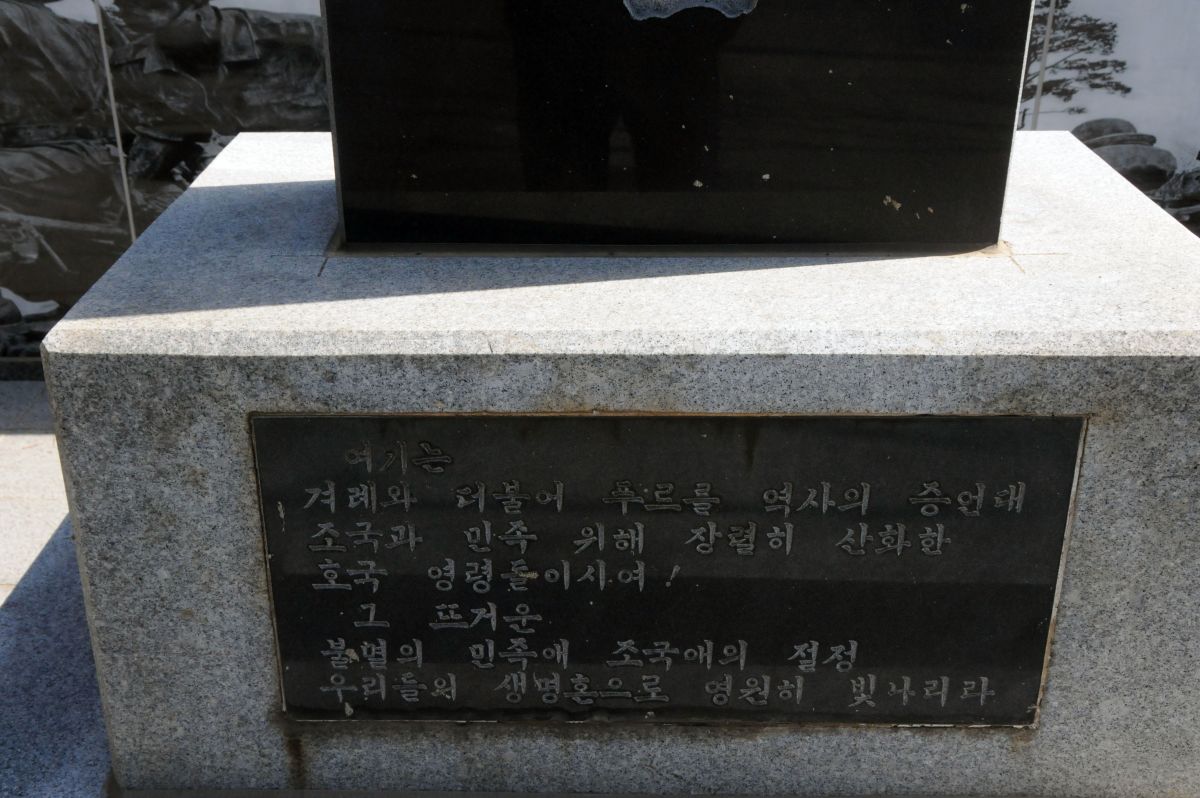 여기는
겨레와 더불어 푸르를 역사의 증언대
조국과 민족 위해 장렬히 산화한
호국 영령들이시여!
그 뜨거운
불멸의 민족애 조국애의 절정
우리들의 생명혼으로 영원히 빛나리라